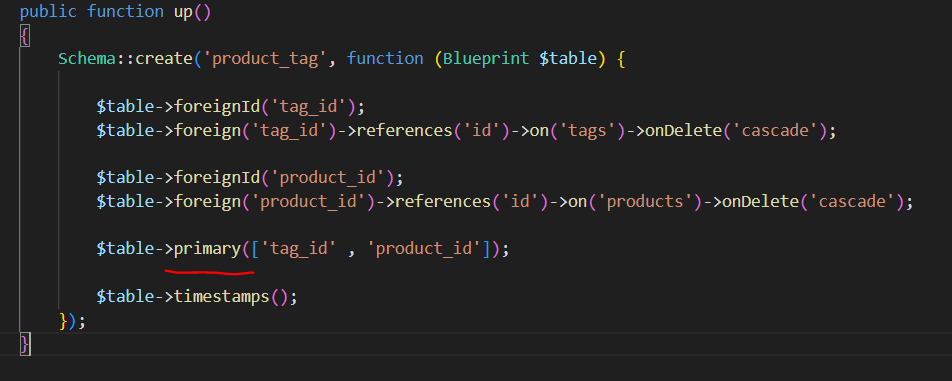 public function up()
{
Schema::create('product_tag', function (Blueprint $table) {
$table->foreignId('tag_id');
$table->foreign('tag_id')->references('id')->on('tags')->onDelete('cascade');
$table->foreignId('product_id');
$table->foreign('product_id')->references('id')->on('products')->onDelete('cascade');
$table->primary(['tag_id' , 'product_id']);
$table->timestamps();
});
}